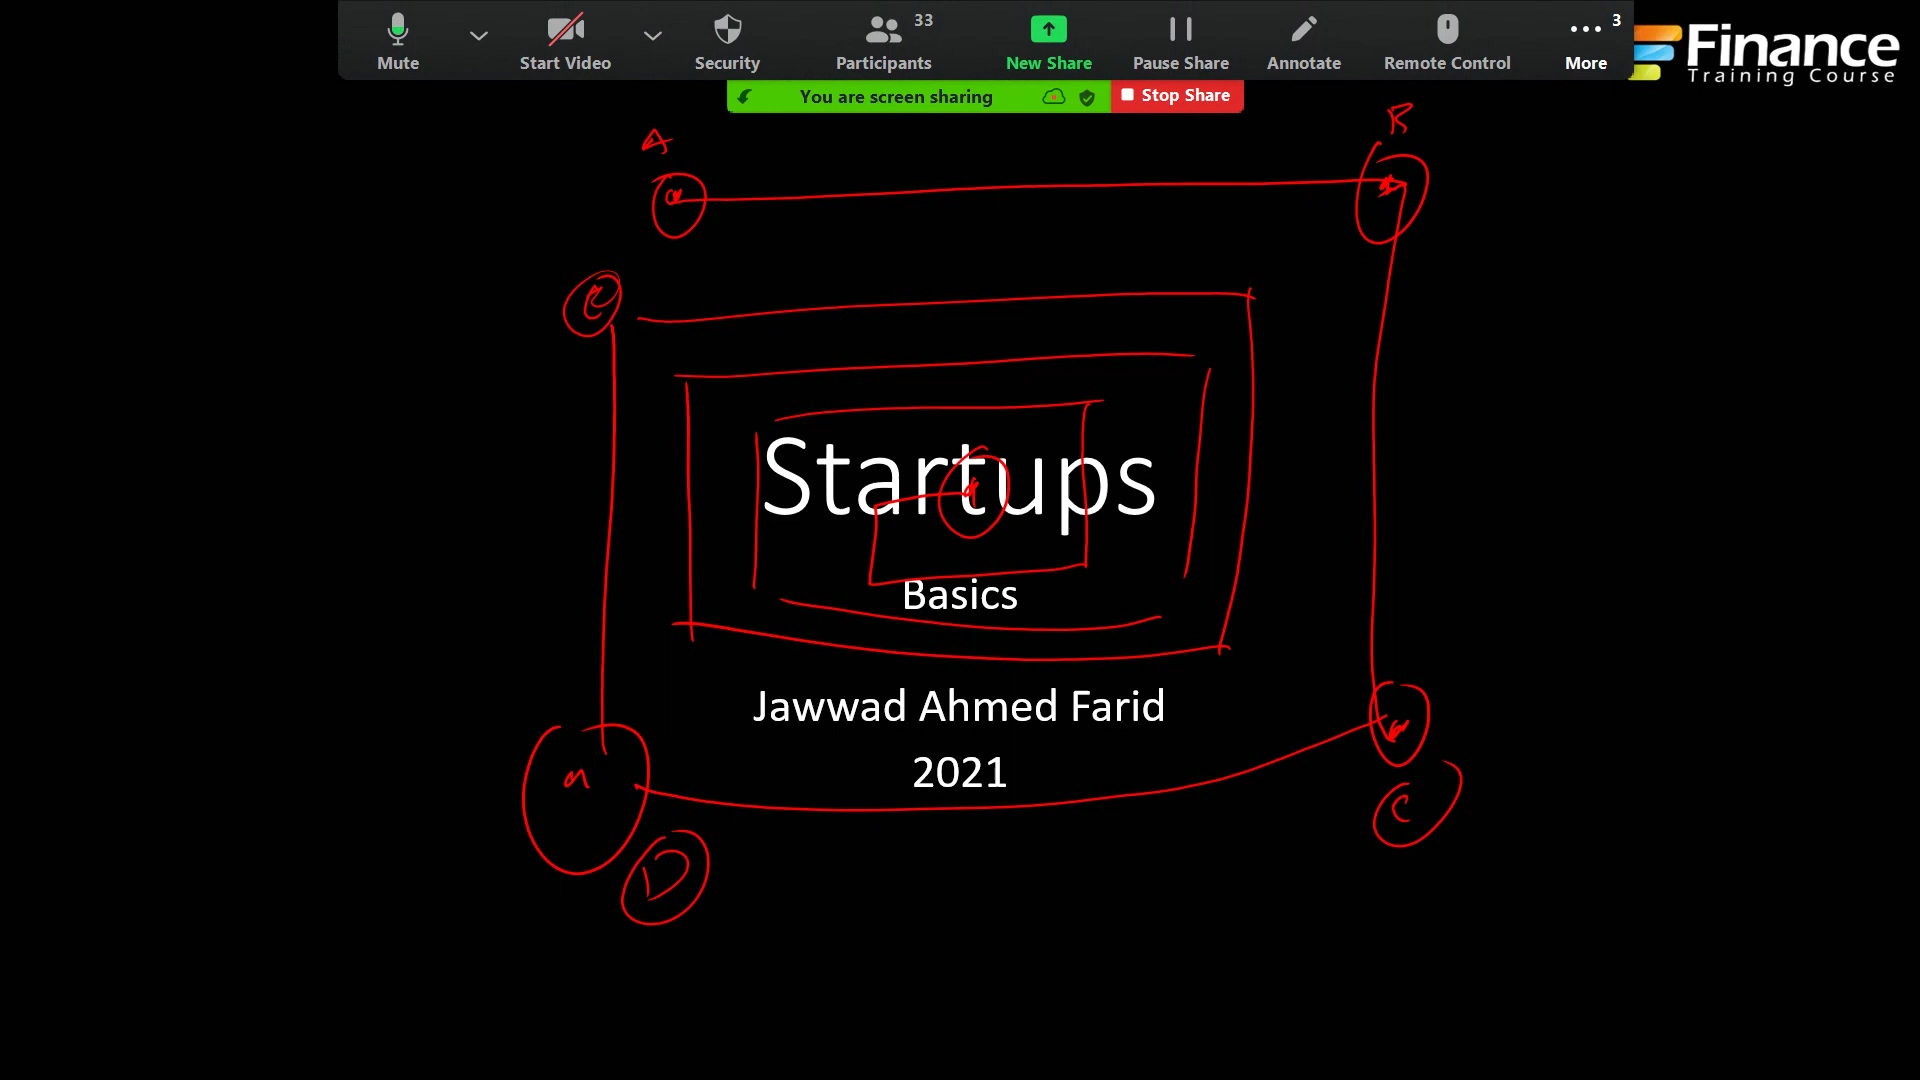 33
3
Mute
Start Video
Security
Participants
New Share
Pause Share
Annotate
Remote Control
More
Finance
Training Course
You are screen sharing
Stop Share
A
B
Startups
Basics
Jawwad Ahmed Farid
2021
C
D